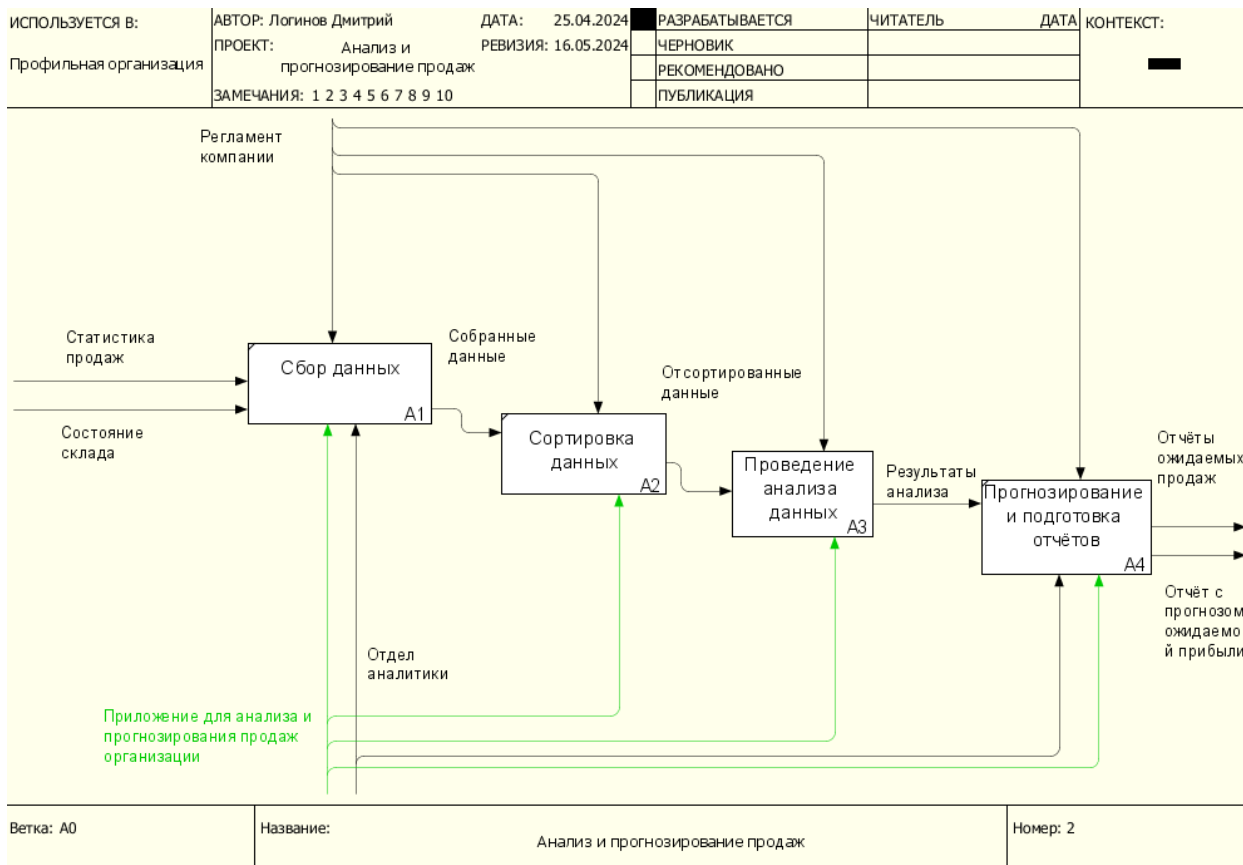 ИСПОЛЬЗУЕТСЯ В:
Профильная организация
АВТОР: Логинов Дмитрий
ДАТА: 25.04.2024
ПРОЕКТ: Анализ и
прогнозирование продаж
РЕВИЗИЯ: 16.05.2024
ЗАМЕЧАНИЯ: 1 2 3 4 5 6 7 8 9 10
РАЗРАБАТЫВАЕТСЯ
ЧЕРНОВИК
РЕКОМЕНДОВАНО
ПУБЛИКАЦИЯ
ЧИТАТЕЛЬ
ДАТА
КОНТЕКСТ:
Регламент
компании
Статистика
продаж
Состояние
склада
Сбор данных
A1
Собранные
данные
Сортировка
данных
A2
Отсортированные
данные
Проведение
анализа
данных
A3
Результаты
анализа
Прогнозирование
и подготовка
отчётов
A4
Отчёты
ожидаемых
продаж
Отчёт с
прогнозом
ожидаемо
й прибыли
Отдел
аналитики
Приложение для анализа и
прогнозирования продаж
организации
Ветка: A0
Название:
Анализ и прогнозирование продаж
Номер: 2